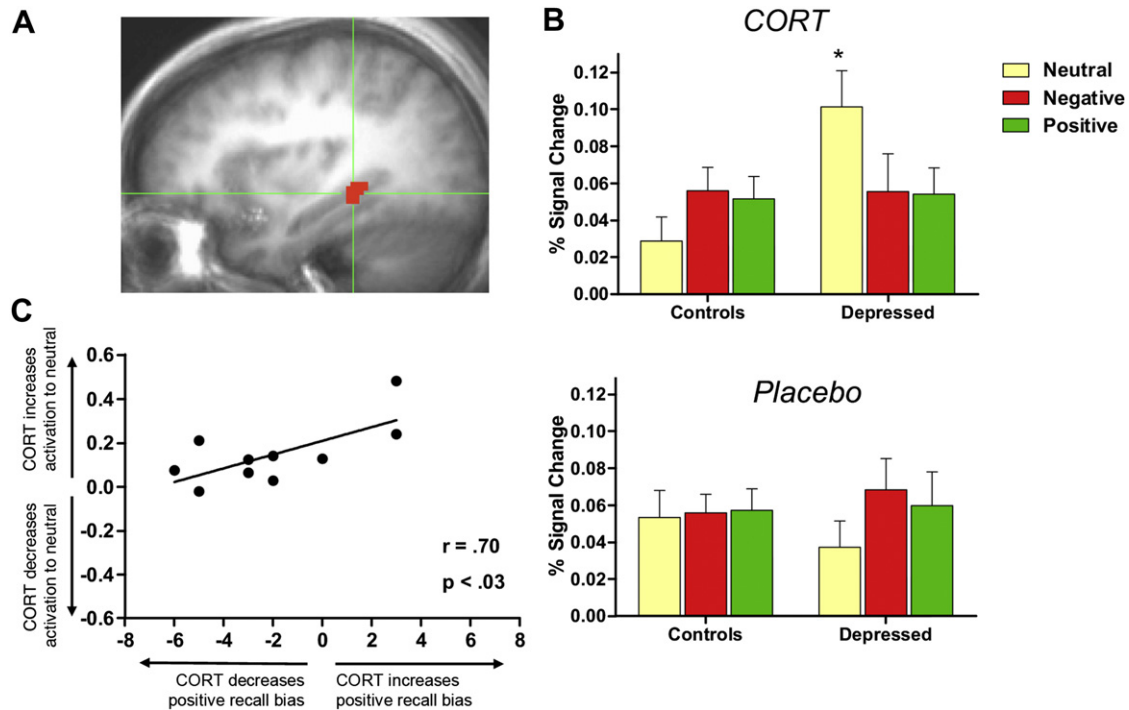 A
B
CORT
% Signal Change
0.12
0.10
0.08
0.06
0.04
0.02
0.00
*
Controls
Depressed
Neutral
Negative
Positive
C
CORT increases
activation to neutral
CORT decreases
activation to neutral
0.6
0.4
0.2
0.0
-0.2
-0.4
-0.6
r = .70
p < .03
-8
-6
-4
-2
0
2
4
6
8
CORT decreases
positive recall bias
CORT increases
positive recall bias
Placebo
% Signal Change
0.12
0.10
0.08
0.06
0.04
0.02
0.00
Controls
Depressed